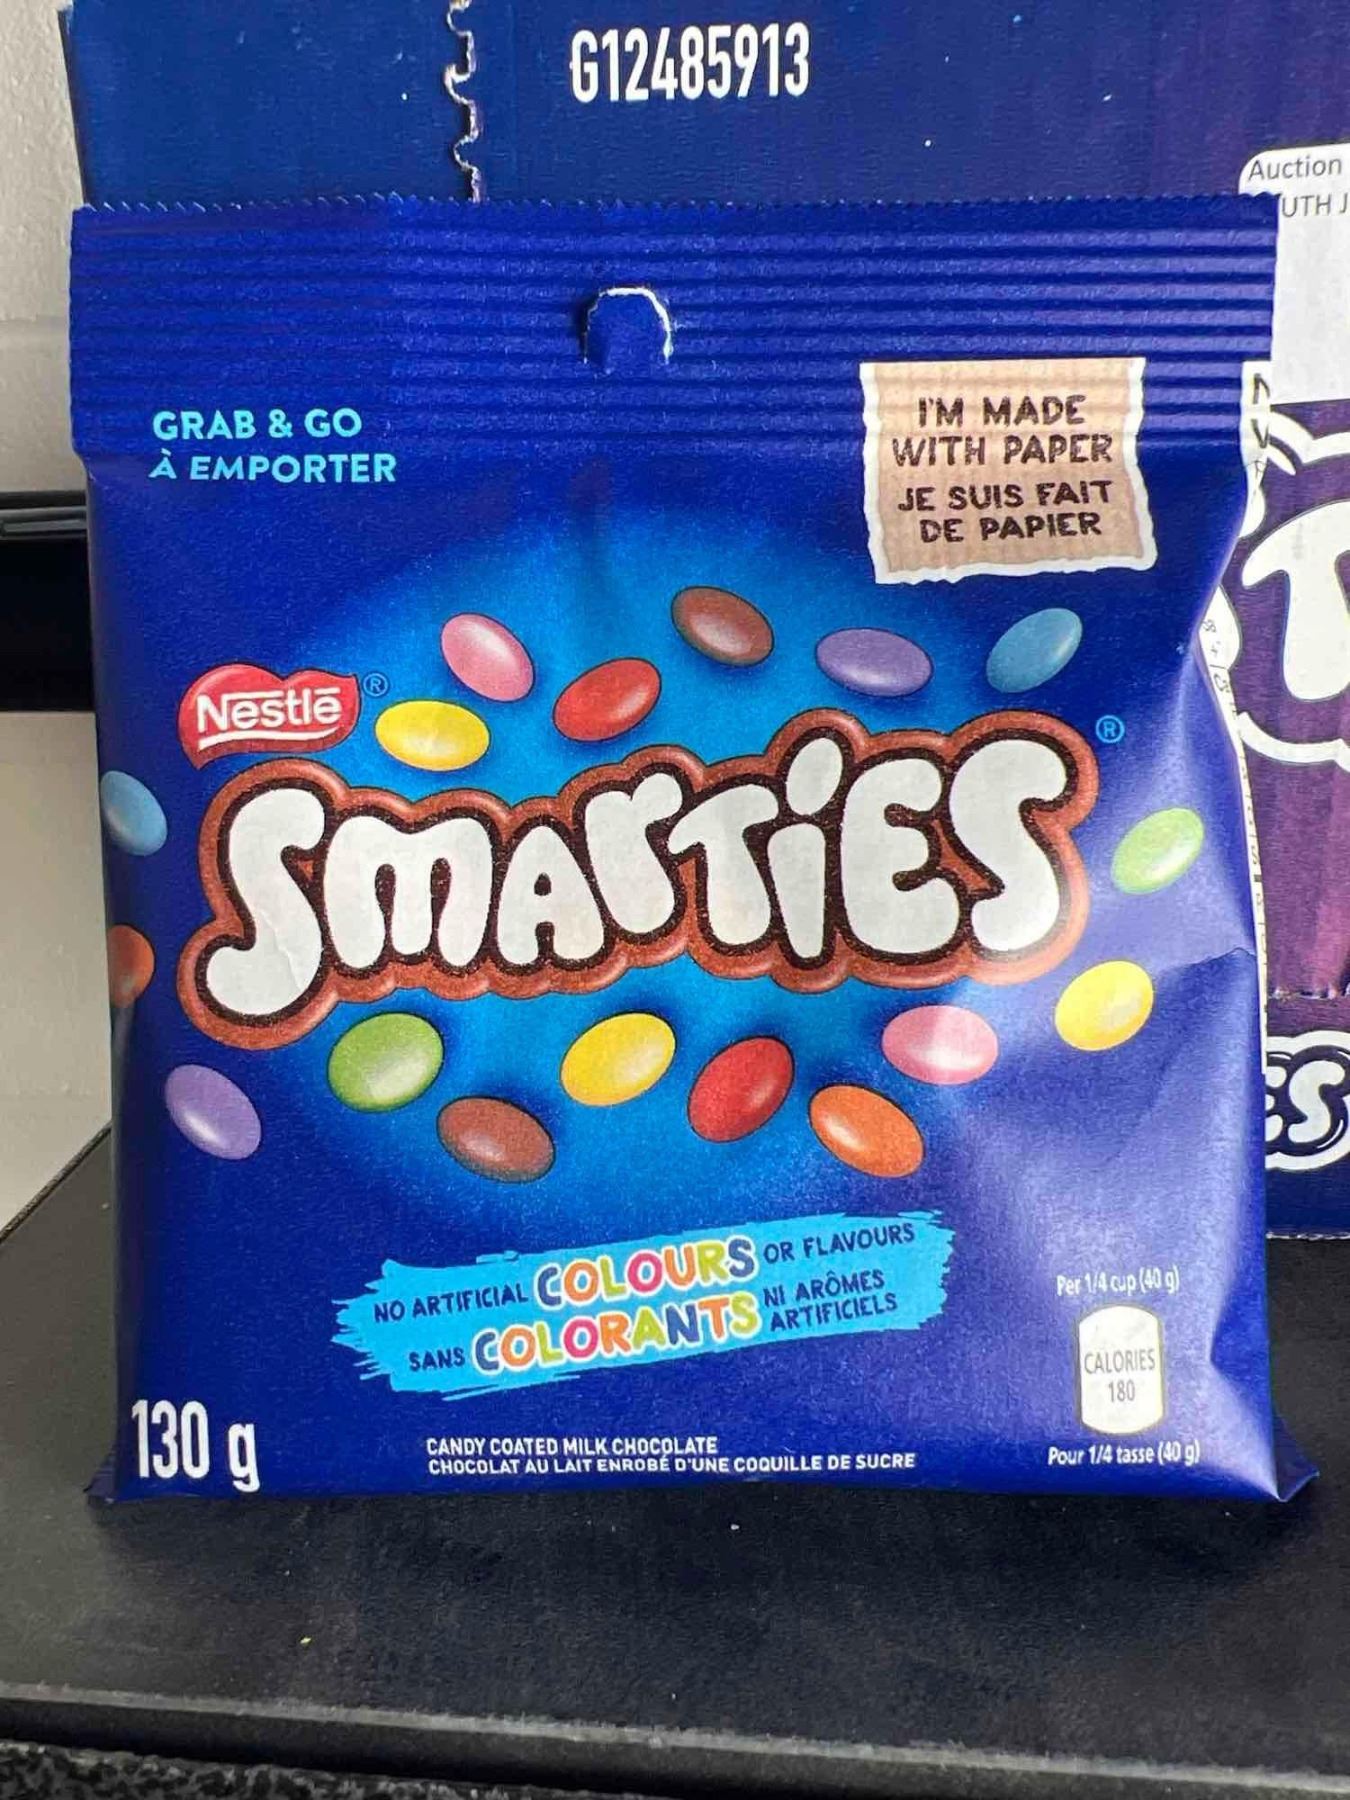 G12485913
Auction
UTH J
GRAB & GO
À EMPORTER
I'M MADE
WITH PAPER
JE SUIS FAIT
DE PAPIER
Nestlé ®
SMARTIES ®
ES
NO ARTIFICIAL COLOURS OR FLAVOURS
SANS COLORANTS NI ARÔMES
ARTIFICIELS
Per 1/4 cup (40 g)
CALORIES
180
Pour 1/4 tasse (40 g)
130 g
CANDY COATED MILK CHOCOLATE
CHOCOLAT AU LAIT ENROBÉ D'UNE COQUILLE DE SUCRE